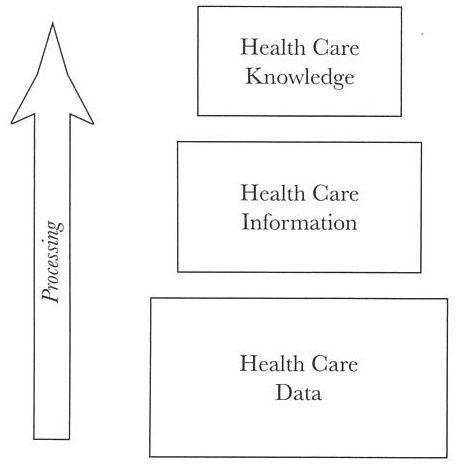 Health Care
Knowledge
Health Care
Information
Processing
Health Care
Data